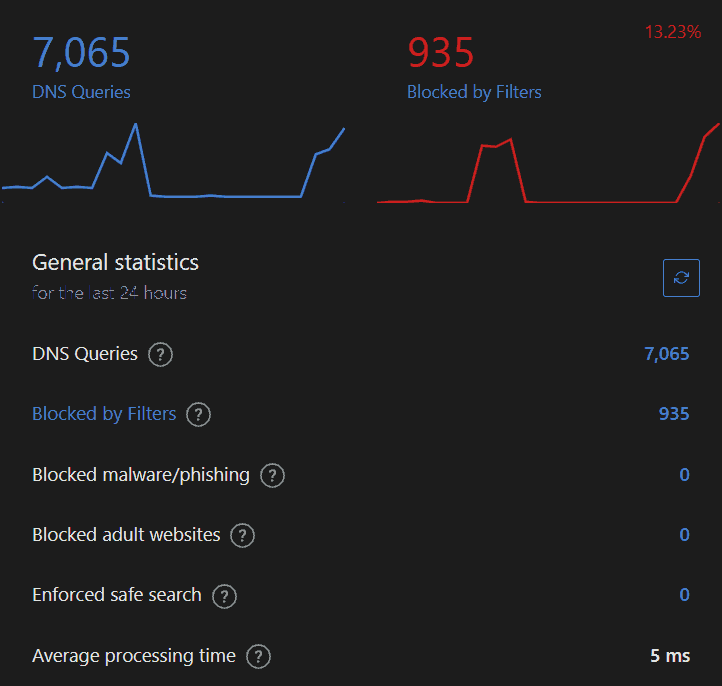 7,065
DNS Queries
935
13.23%
Blocked by Filters
General statistics
for the last 24 hours
DNS Queries ? 7,065
Blocked by Filters ? 935
Blocked malware/phishing ? 0
Blocked adult websites ? 0
Enforced safe search ? 0
Average processing time ? 5 ms